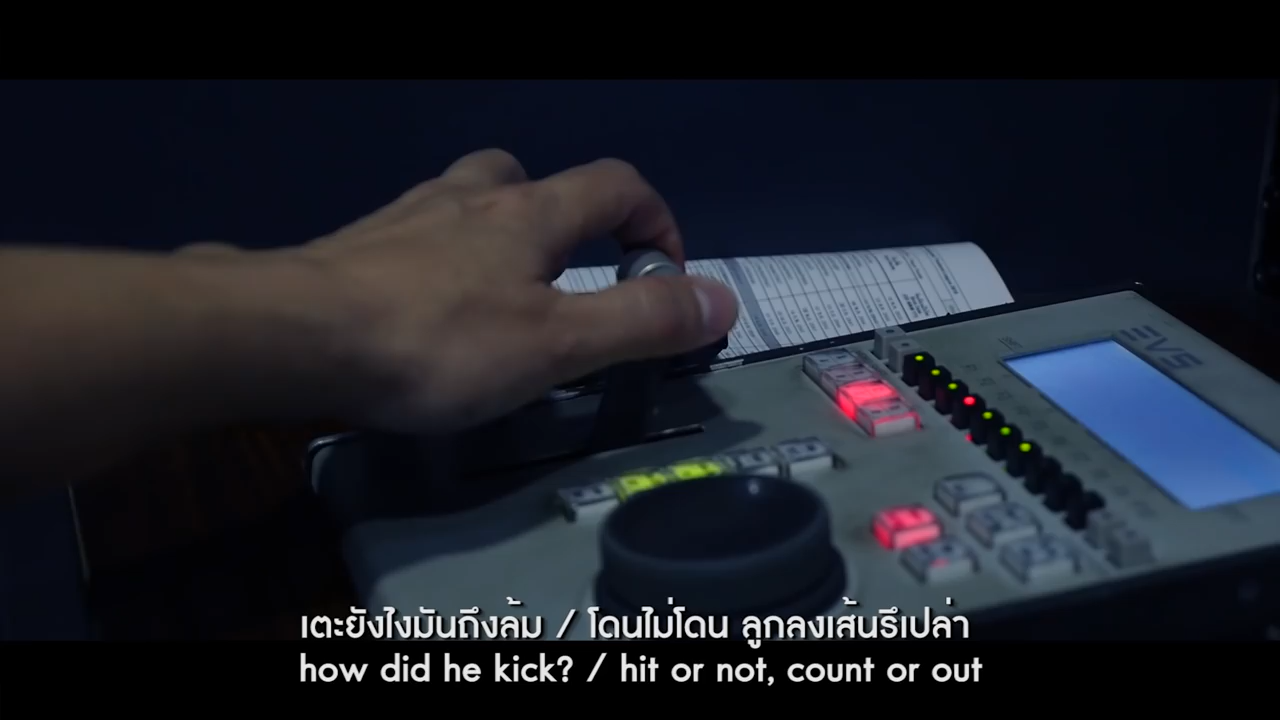 EVS
เตะยังไงมันถึงล้ม / โดนไม่โดน ลูกลงเส้นรึเปล่า
how did he kick? / hit or not, count or out